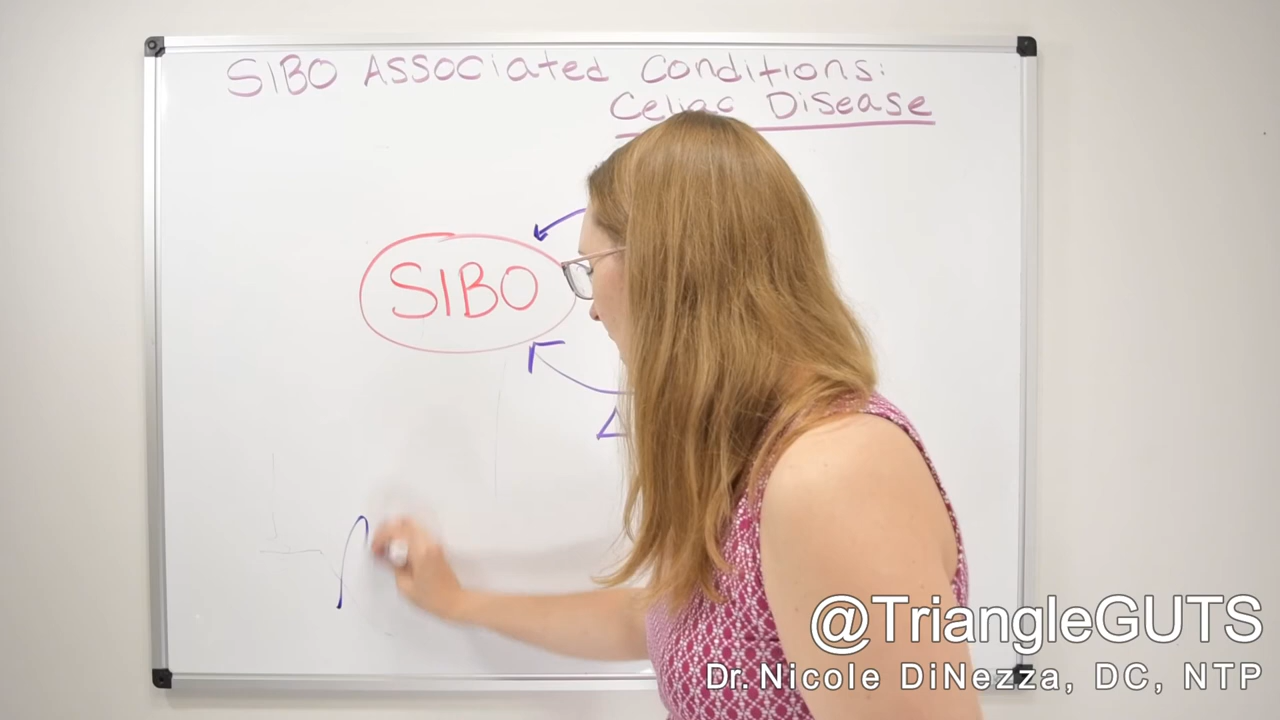 SIBO Associated Conditions:
Celiac Disease
SIBO
@TriangleGUTS
Dr. Nicole DiNezza, DC, NTP